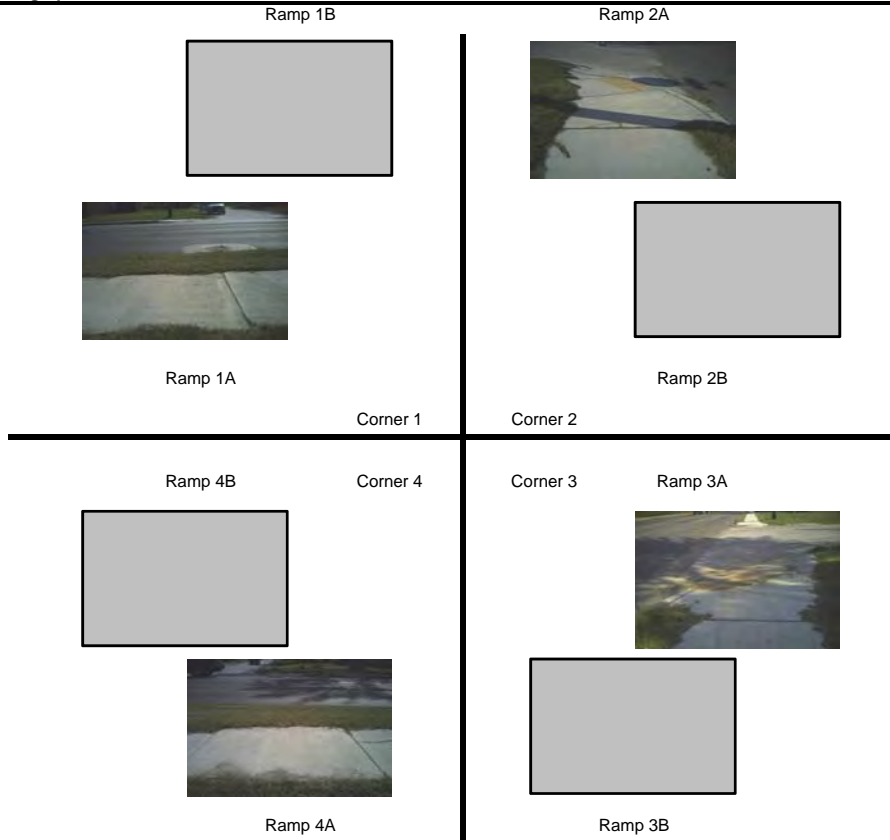 Ramp 1B Ramp 2A
Ramp 1A Ramp 2B
Corner 1 Corner 2
Ramp 4B Corner 4 Corner 3 Ramp 3A
Ramp 4A Ramp 3B